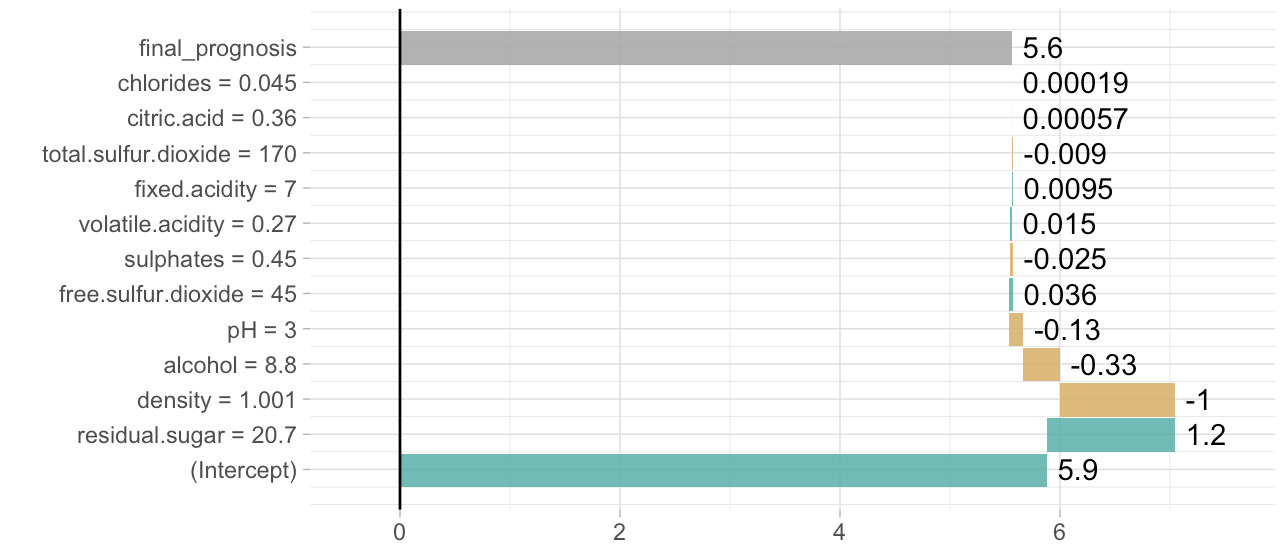 final_prognosis 5.6
chlorides = 0.045 0.00019
citric.acid = 0.36 0.00057
total.sulfur.dioxide = 170 -0.009
fixed.acidity = 7 0.0095
volatile.acidity = 0.27 0.015
sulphates = 0.45 -0.025
free.sulfur.dioxide = 45 0.036
pH = 3 -0.13
alcohol = 8.8 -0.33
density = 1.001 -1
residual.sugar = 20.7 1.2
(Intercept) 5.9
0 2 4 6